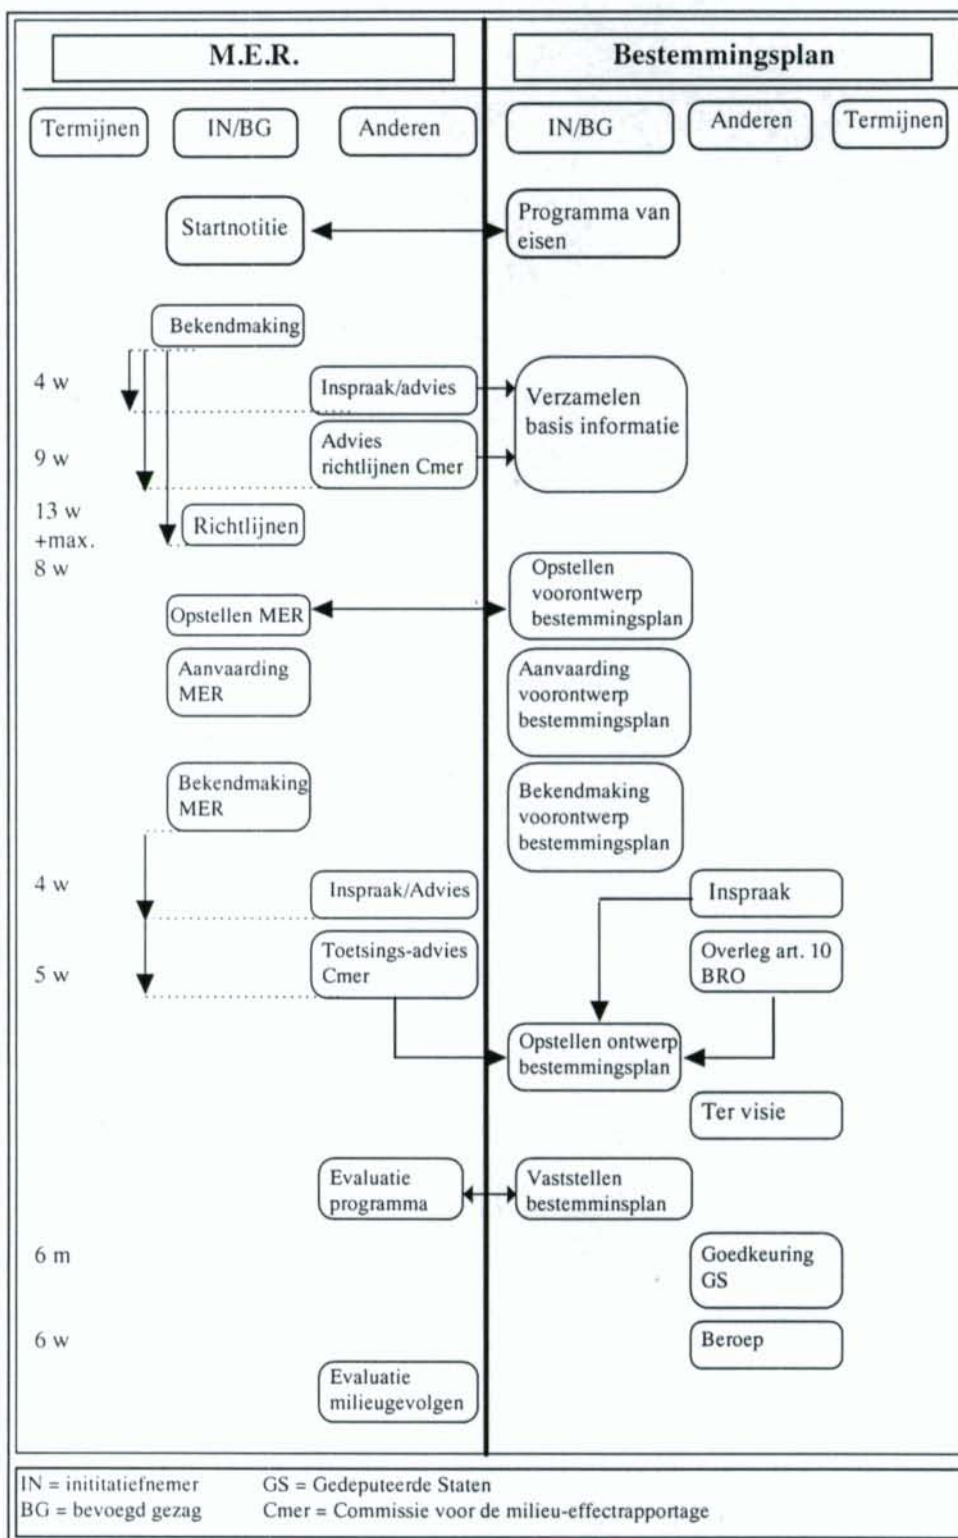 M.E.R.
Bestemmingsplan
Termijnen
IN/BG
Anderen
IN/BG
Anderen
Termijnen
Startnotitie
Programma van
eisen
Bekendmaking
4 w
Inspraak/advies
Verzamelen
basis informatie
9 w
Advies
richtlijnen Cmer
13 w
+max.
8 w
Richtlijnen
Opstellen
voorontwerp
bestemmingsplan
Opstellen MER
Aanvaarding
MER
Aanvaarding
voorontwerp
bestemmingsplan
Bekendmaking
MER
Bekendmaking
voorontwerp
bestemmingsplan
4 w
Inspraak/Advies
Inspraak
5 w
Toetsings-advies
Cmer
Overleg art. 10
BRO
Opstellen ontwerp
bestemmingsplan
Ter visie
Evaluatie
programma
Vaststellen
bestemminsplan
6 m
Goedkeuring
GS
6 w
Beroep
Evaluatie
milieugevolgen
IN = inititatiefnemer
GS = Gedeputeerde Staten
BG = bevoegd gezag
Cmer = Commissie voor de milieu-effectrapportage